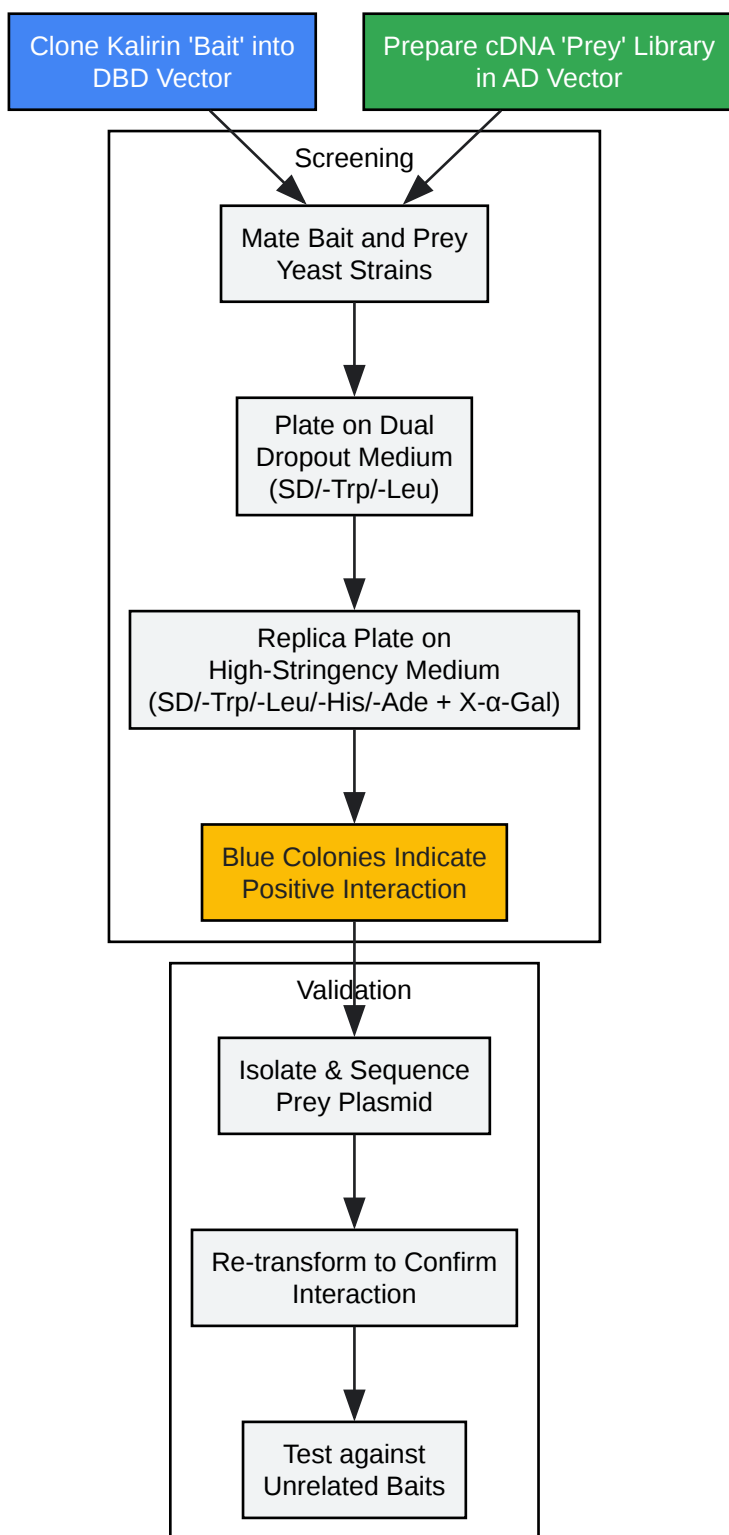 Clone Kalirin 'Bait' into
DBD Vector
Prepare cDNA 'Prey' Library
in AD Vector
Screening
Mate Bait and Prey
Yeast Strains
Plate on Dual
Dropout Medium
(SD/-Trp/-Leu)
Replica Plate on
High-Stringency Medium
(SD/-Trp/-Leu/-His/-Ade + X-α-Gal)
Blue Colonies Indicate
Positive Interaction
Validation
Isolate & Sequence
Prey Plasmid
Re-transform to Confirm
Interaction
Test against
Unrelated Baits